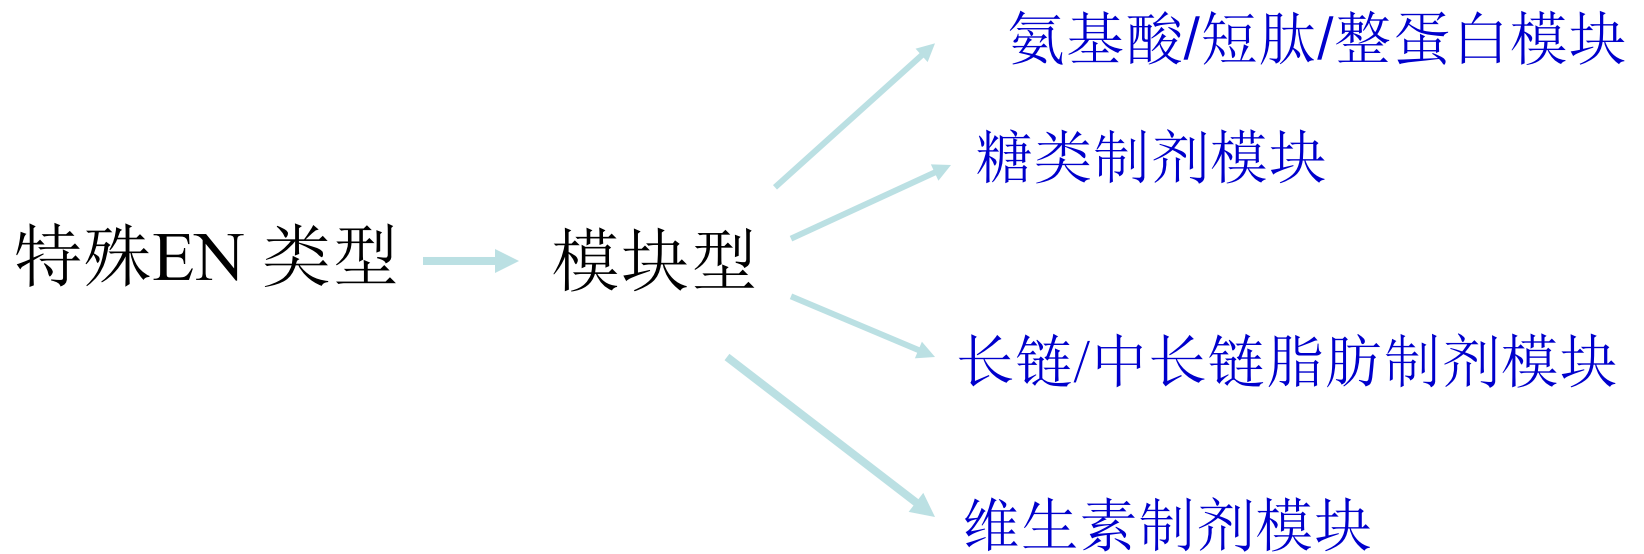 氨基酸/短肽/整蛋白模块
糖类制剂模块
特殊EN 类型
模块型
长链/中长链脂肪制剂模块
维生素制剂模块